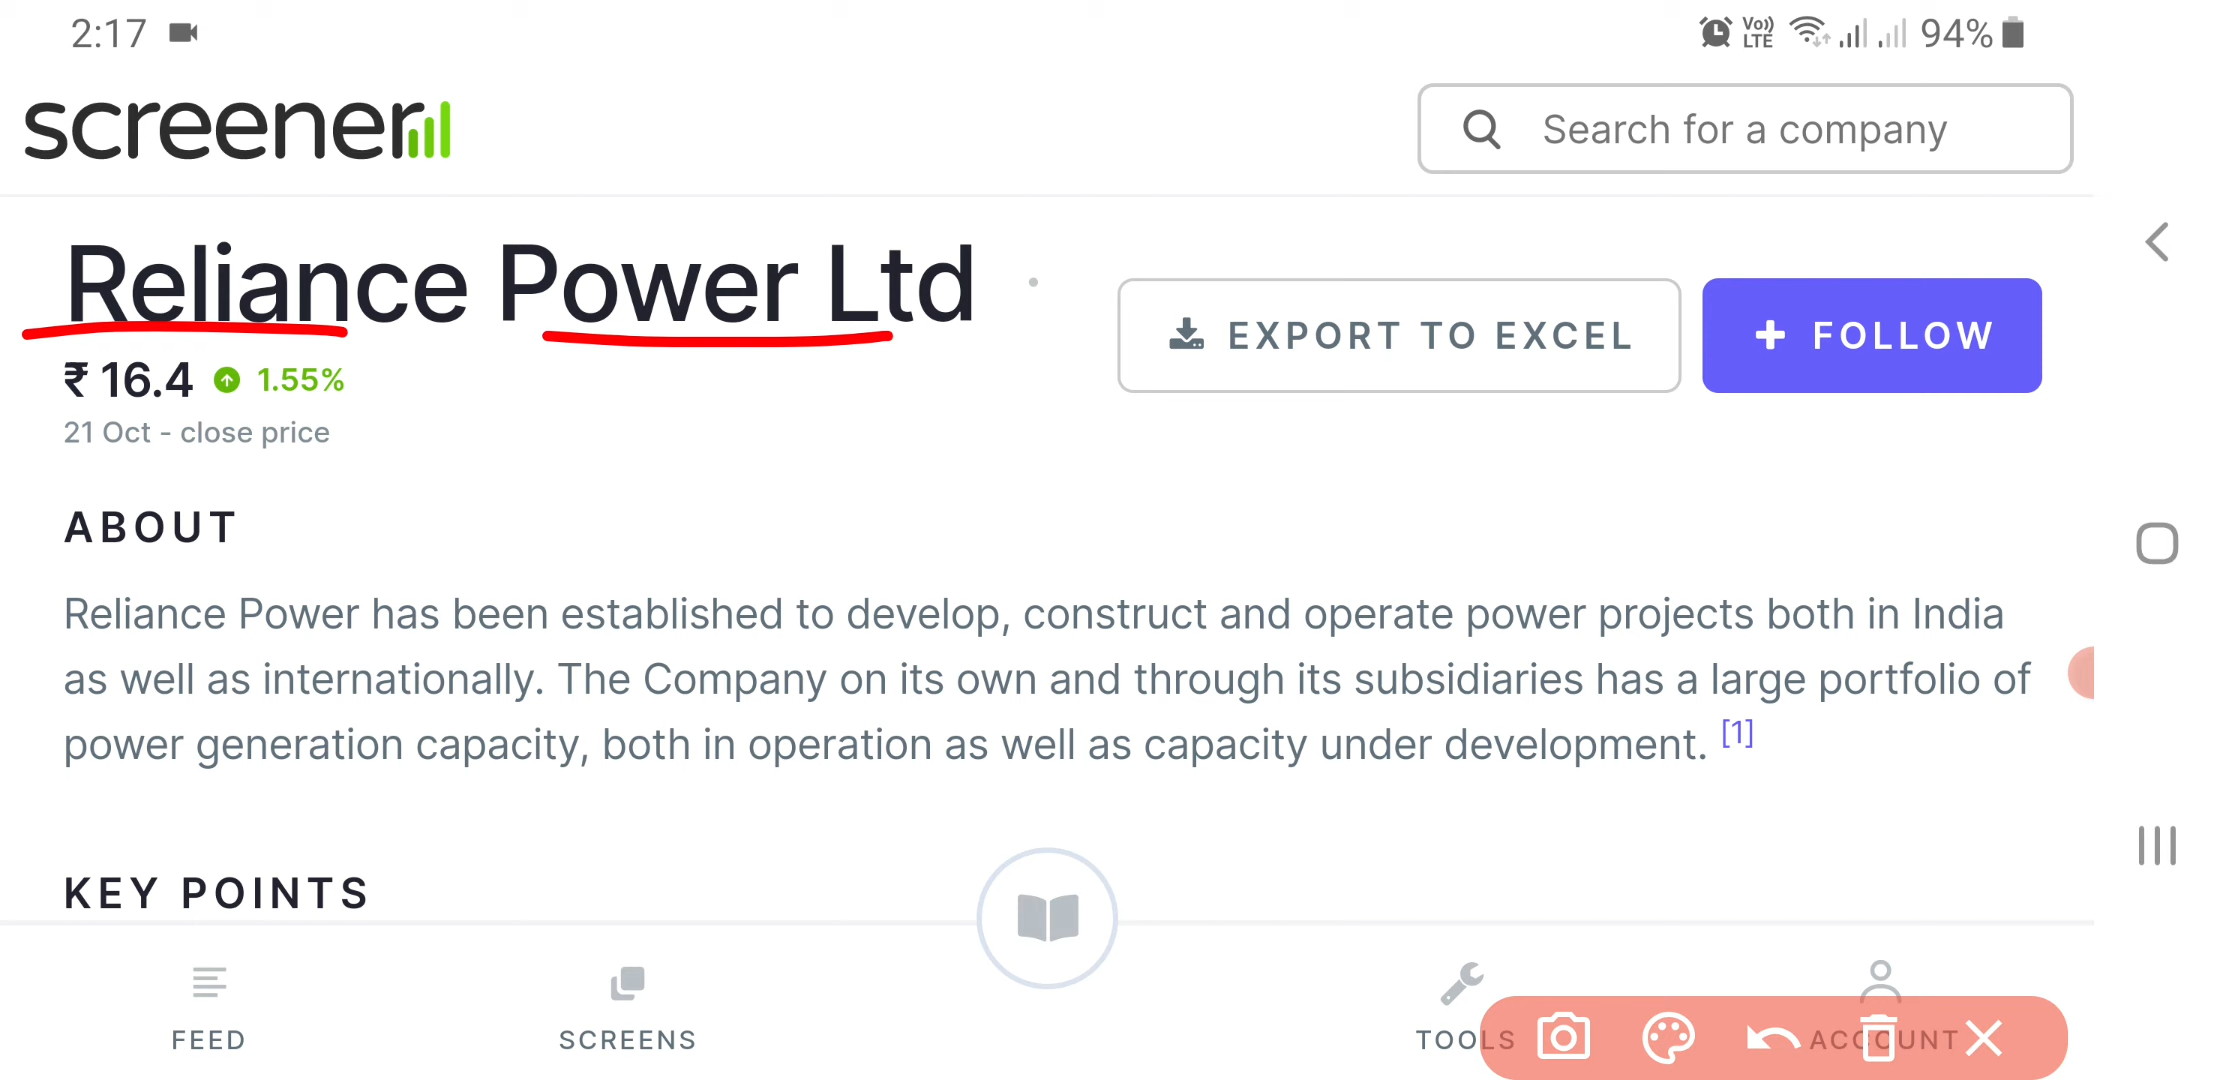 2:17
Vo)) LTE 94%
screener
Search for a company
Reliance Power Ltd
EXPORT TO EXCEL
+ FOLLOW
₹ 16.4 1.55%
21 Oct - close price
ABOUT
Reliance Power has been established to develop, construct and operate power projects both in India
as well as internationally. The Company on its own and through its subsidiaries has a large portfolio of
power generation capacity, both in operation as well as capacity under development. [1]
KEY POINTS
FEED
SCREENS
TOOLS
ACCOUNT